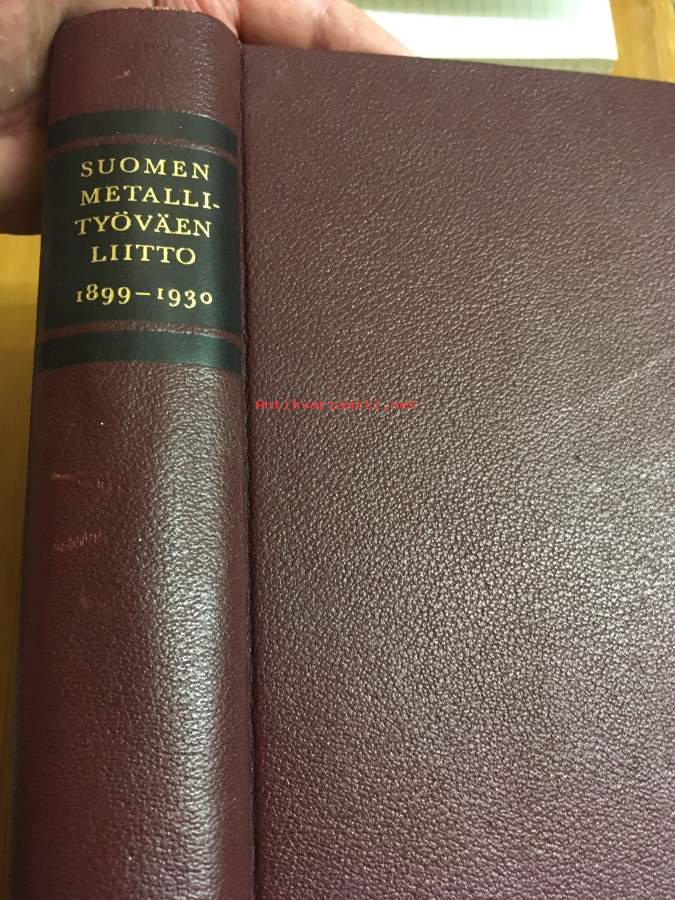 SUOMEN
METALLI-
TYÖVÄEN
LIITTO
1899-1930
Antikvariaatti.net